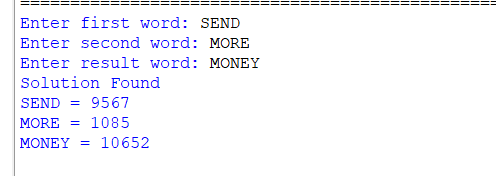 Enter first word: SEND
Enter second word: MORE
Enter result word: MONEY
Solution Found
SEND = 9567
MORE = 1085
MONEY = 10652